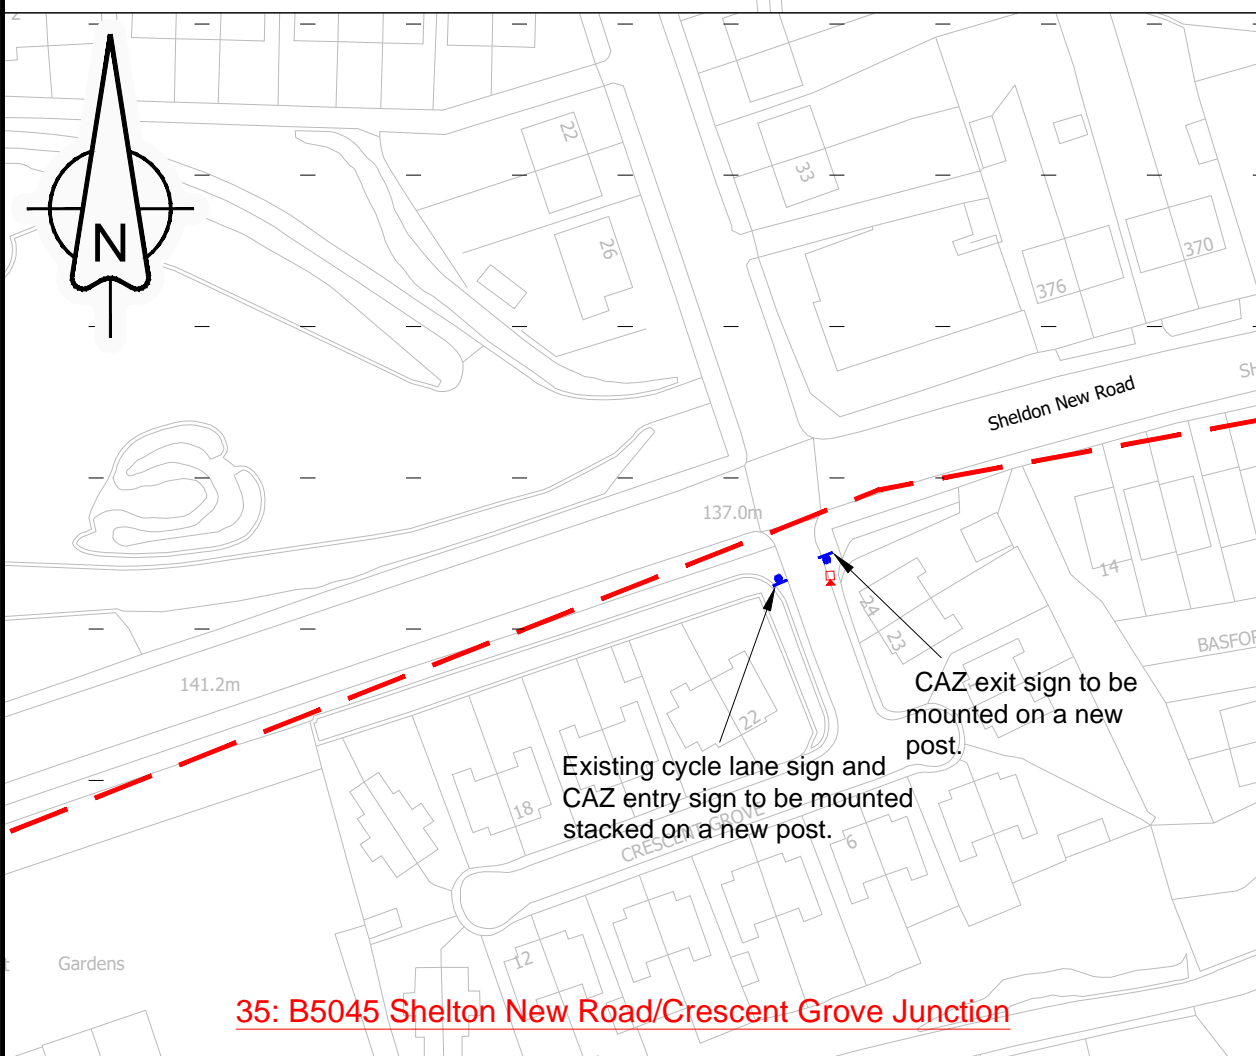 2
22
33
26
N
370
376
SH
Sheldon New Road
137.0m
14
24
23
BASFOR
141.2m
CAZ exit sign to be
mounted on a new
post.
22
Existing cycle lane sign and
CAZ entry sign to be mounted
stacked on a new post.
18
CRESCENT GROVE
6
12
t Gardens
35: B5045 Shelton New Road/Crescent Grove Junction